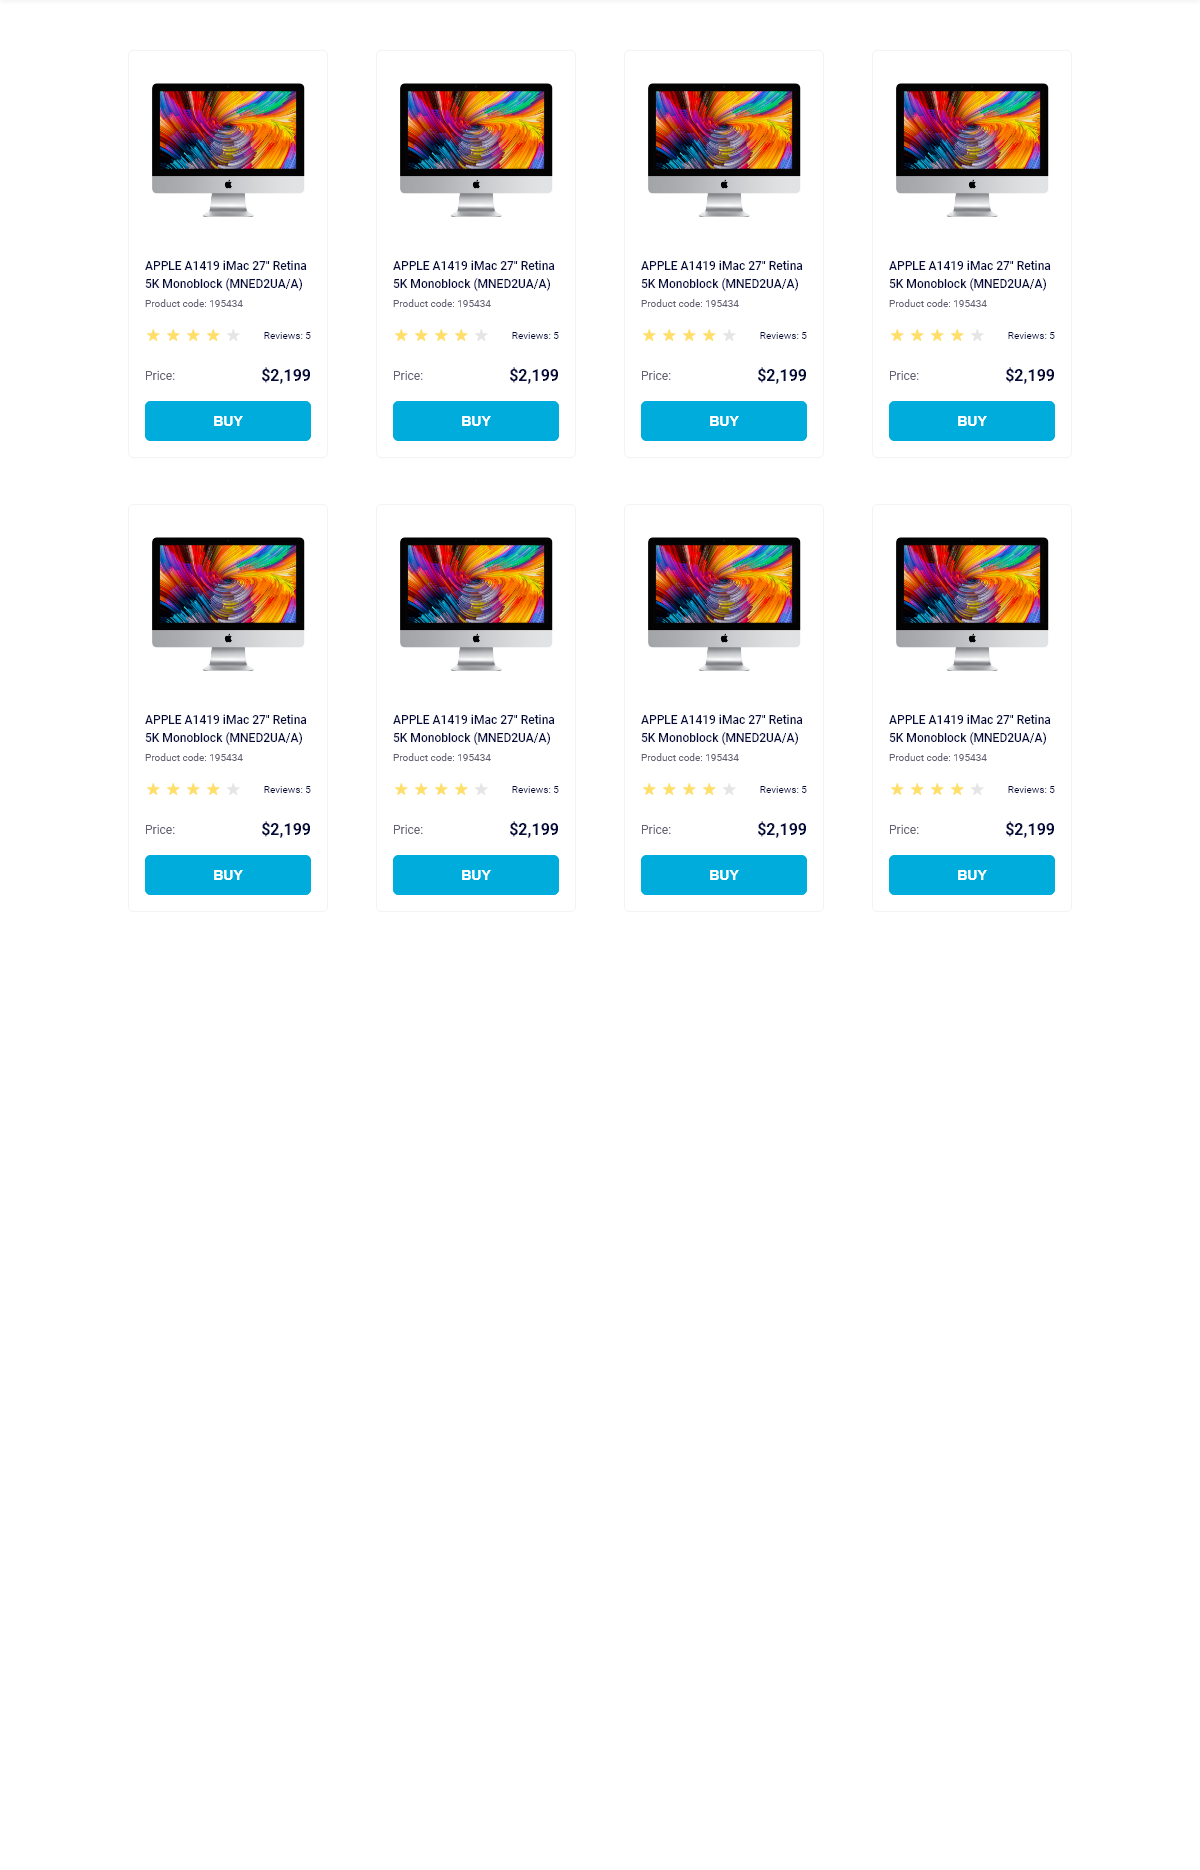 APPLE A1419 iMac 27" Retina
5K Monoblock (MNED2UA/A)
Product code: 195434
Reviews: 5
Price:
$2,199
BUY
APPLE A1419 iMac 27" Retina
5K Monoblock (MNED2UA/A)
Product code: 195434
Reviews: 5
Price:
$2,199
BUY
APPLE A1419 iMac 27" Retina
5K Monoblock (MNED2UA/A)
Product code: 195434
Reviews: 5
Price:
$2,199
BUY
APPLE A1419 iMac 27" Retina
5K Monoblock (MNED2UA/A)
Product code: 195434
Reviews: 5
Price:
$2,199
BUY
APPLE A1419 iMac 27" Retina
5K Monoblock (MNED2UA/A)
Product code: 195434
Reviews: 5
Price:
$2,199
BUY
APPLE A1419 iMac 27" Retina
5K Monoblock (MNED2UA/A)
Product code: 195434
Reviews: 5
Price:
$2,199
BUY
APPLE A1419 iMac 27" Retina
5K Monoblock (MNED2UA/A)
Product code: 195434
Reviews: 5
Price:
$2,199
BUY
APPLE A1419 iMac 27" Retina
5K Monoblock (MNED2UA/A)
Product code: 195434
Reviews: 5
Price:
$2,199
BUY